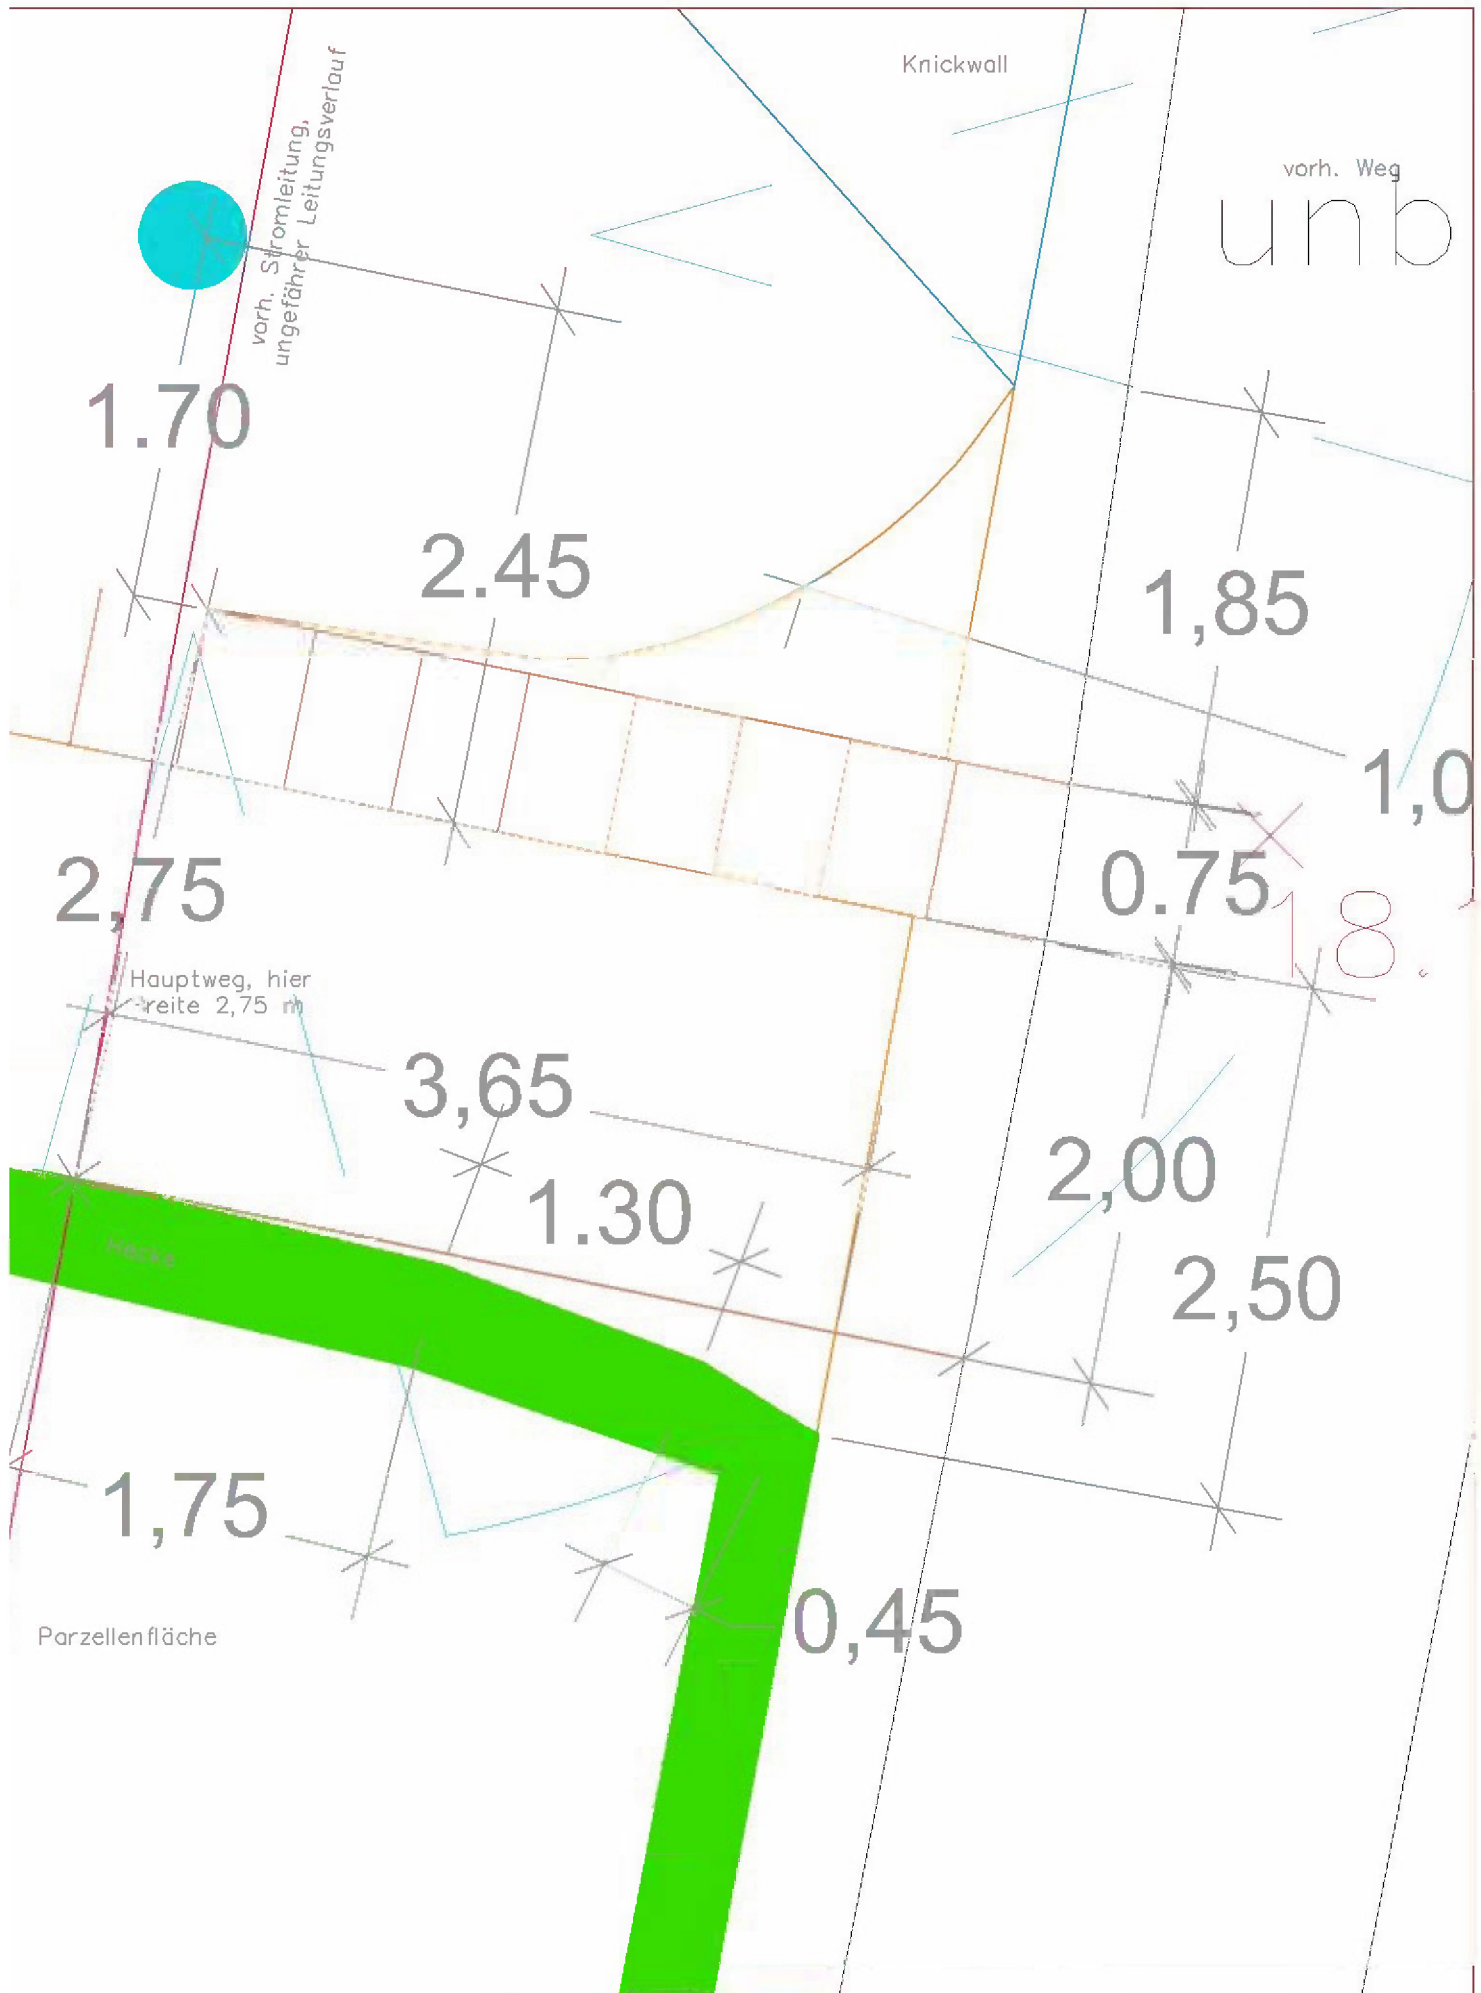 Knickwall
vorh. Stromleitung,
ungefährer Leitungsverlauf
vorh. Weg
unb
1.70
2.45
1,85
1,0
2,75
0.75
18.
Hauptweg, hier
reite 2,75 m
3,65
2,00
1.30
Hecke
2,50
1,75
0,45
Parzellenfläche